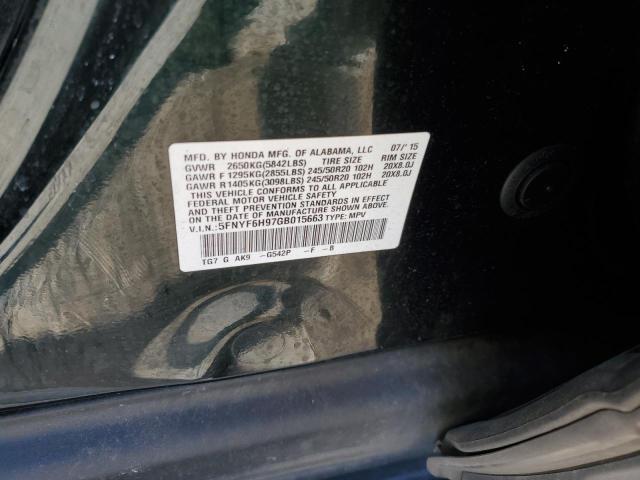 MFD. BY HONDA MFG. OF ALABAMA, LLC 07/'15
GVWR 2650KG(5842LBS) TIRE SIZE RIM SIZE
GAWR F 1295KG(2855LBS) 245/50R20 102H 20X8.0J
GAWR R 1405KG(3098LBS) 245/50R20 102H 20X8.0J
THIS VEHICLE CONFORMS TO ALL APPLICABLE
FEDERAL MOTOR VEHICLE SAFETY
AND THEFT PREVENTION STANDARDS IN EFFECT
ON THE DATE OF MANUFACTURE SHOWN ABOVE.
V.I.N.:5FNYF6H97GB015663 TYPE: MPV
TG7 G AK9 -G542P -F -B